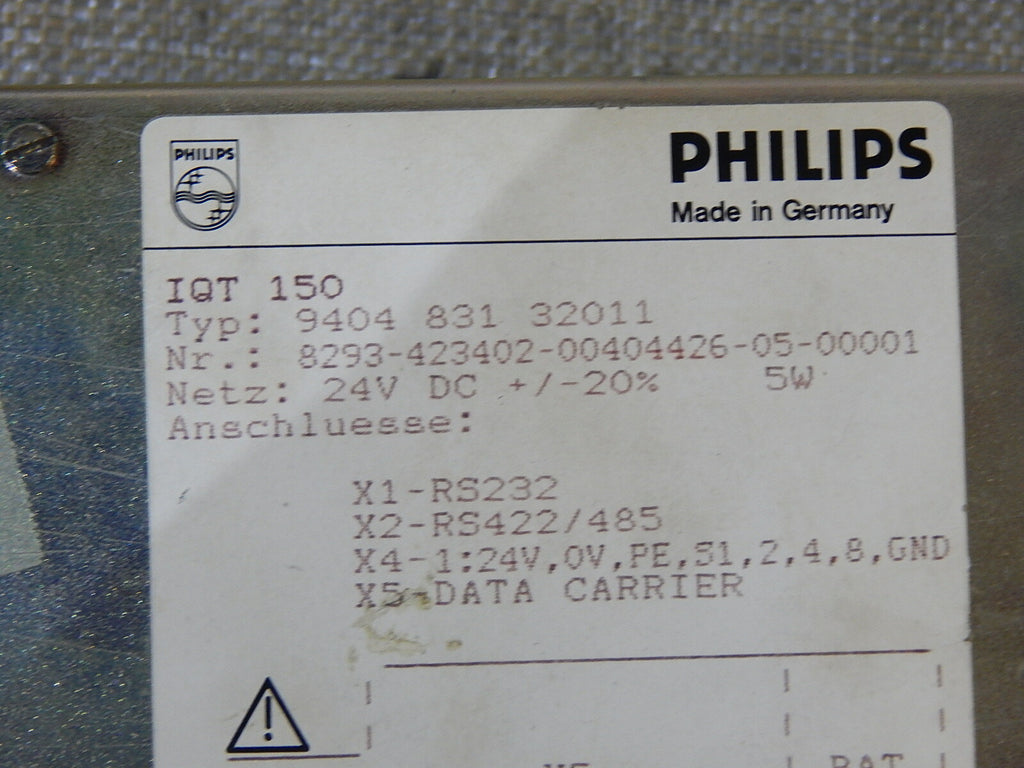 PHILIPS
PHILIPS
Made in Germany
IQT 150
Typ: 9404 831 32011
Nr.: 8293-423402-00404426-05-00001
Netz: 24V DC +/-20% 5W
Anschluesse:
X1-RS232
X2-RS422/485
X4-1:24V,0V,PE,S1,2,4,8,GND
X5-DATA CARRIER